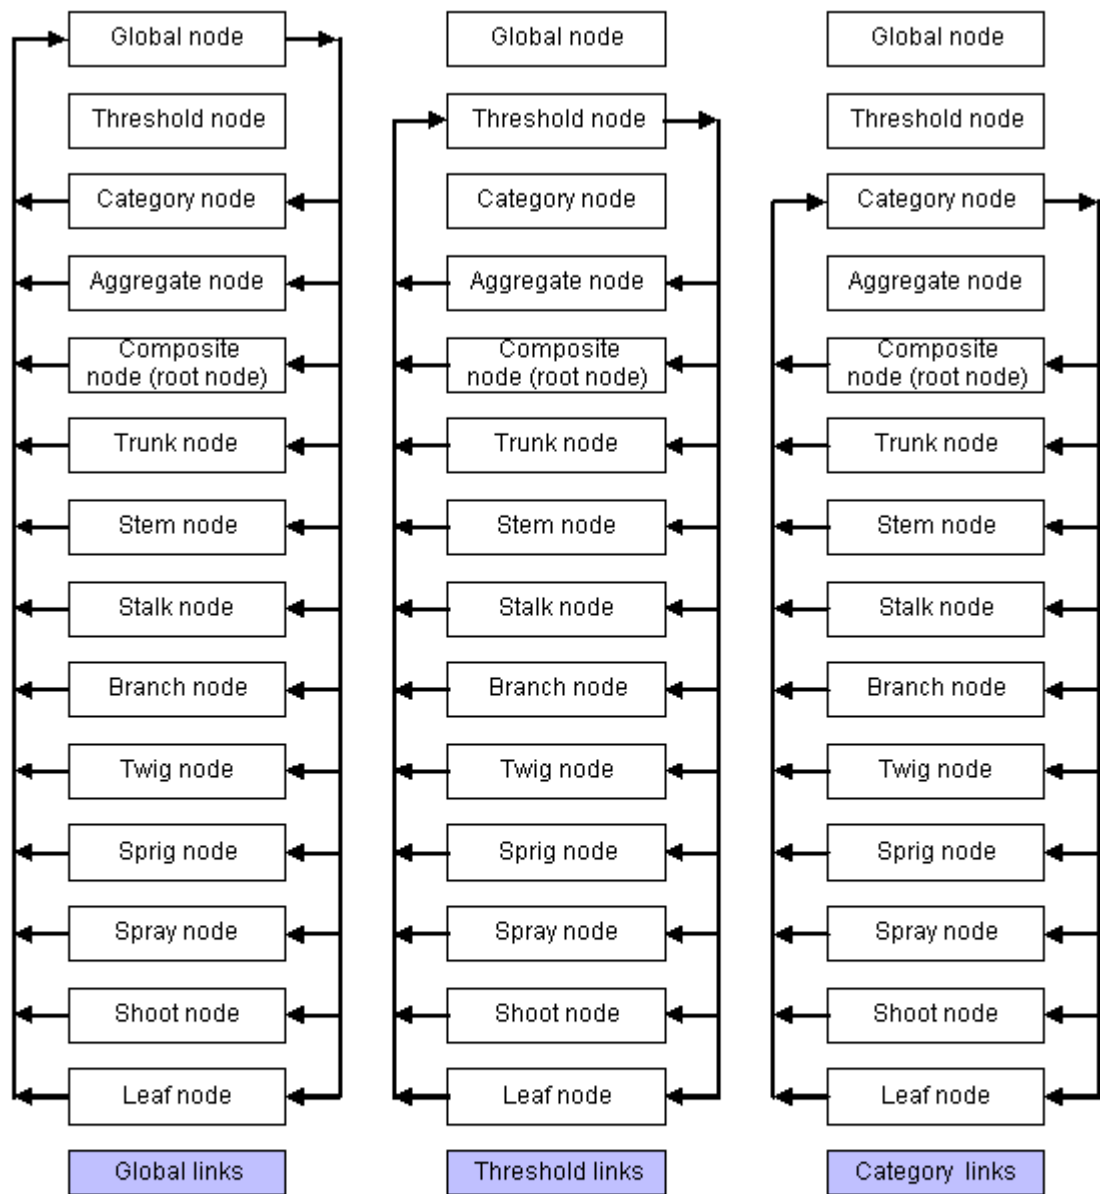 Global node
Threshold node
Category node
Aggregate node
Composite
node (root node)
Trunk node
Stem node
Stalk node
Branch node
Twig node
Sprig node
Spray node
Shoot node
Leaf node
Global links
Global node
Threshold node
Category node
Aggregate node
Composite
node (root node)
Trunk node
Stem node
Stalk node
Branch node
Twig node
Sprig node
Spray node
Shoot node
Leaf node
Threshold links
Global node
Threshold node
Category node
Aggregate node
Composite
node (root node)
Trunk node
Stem node
Stalk node
Branch node
Twig node
Sprig node
Spray node
Shoot node
Leaf node
Category links